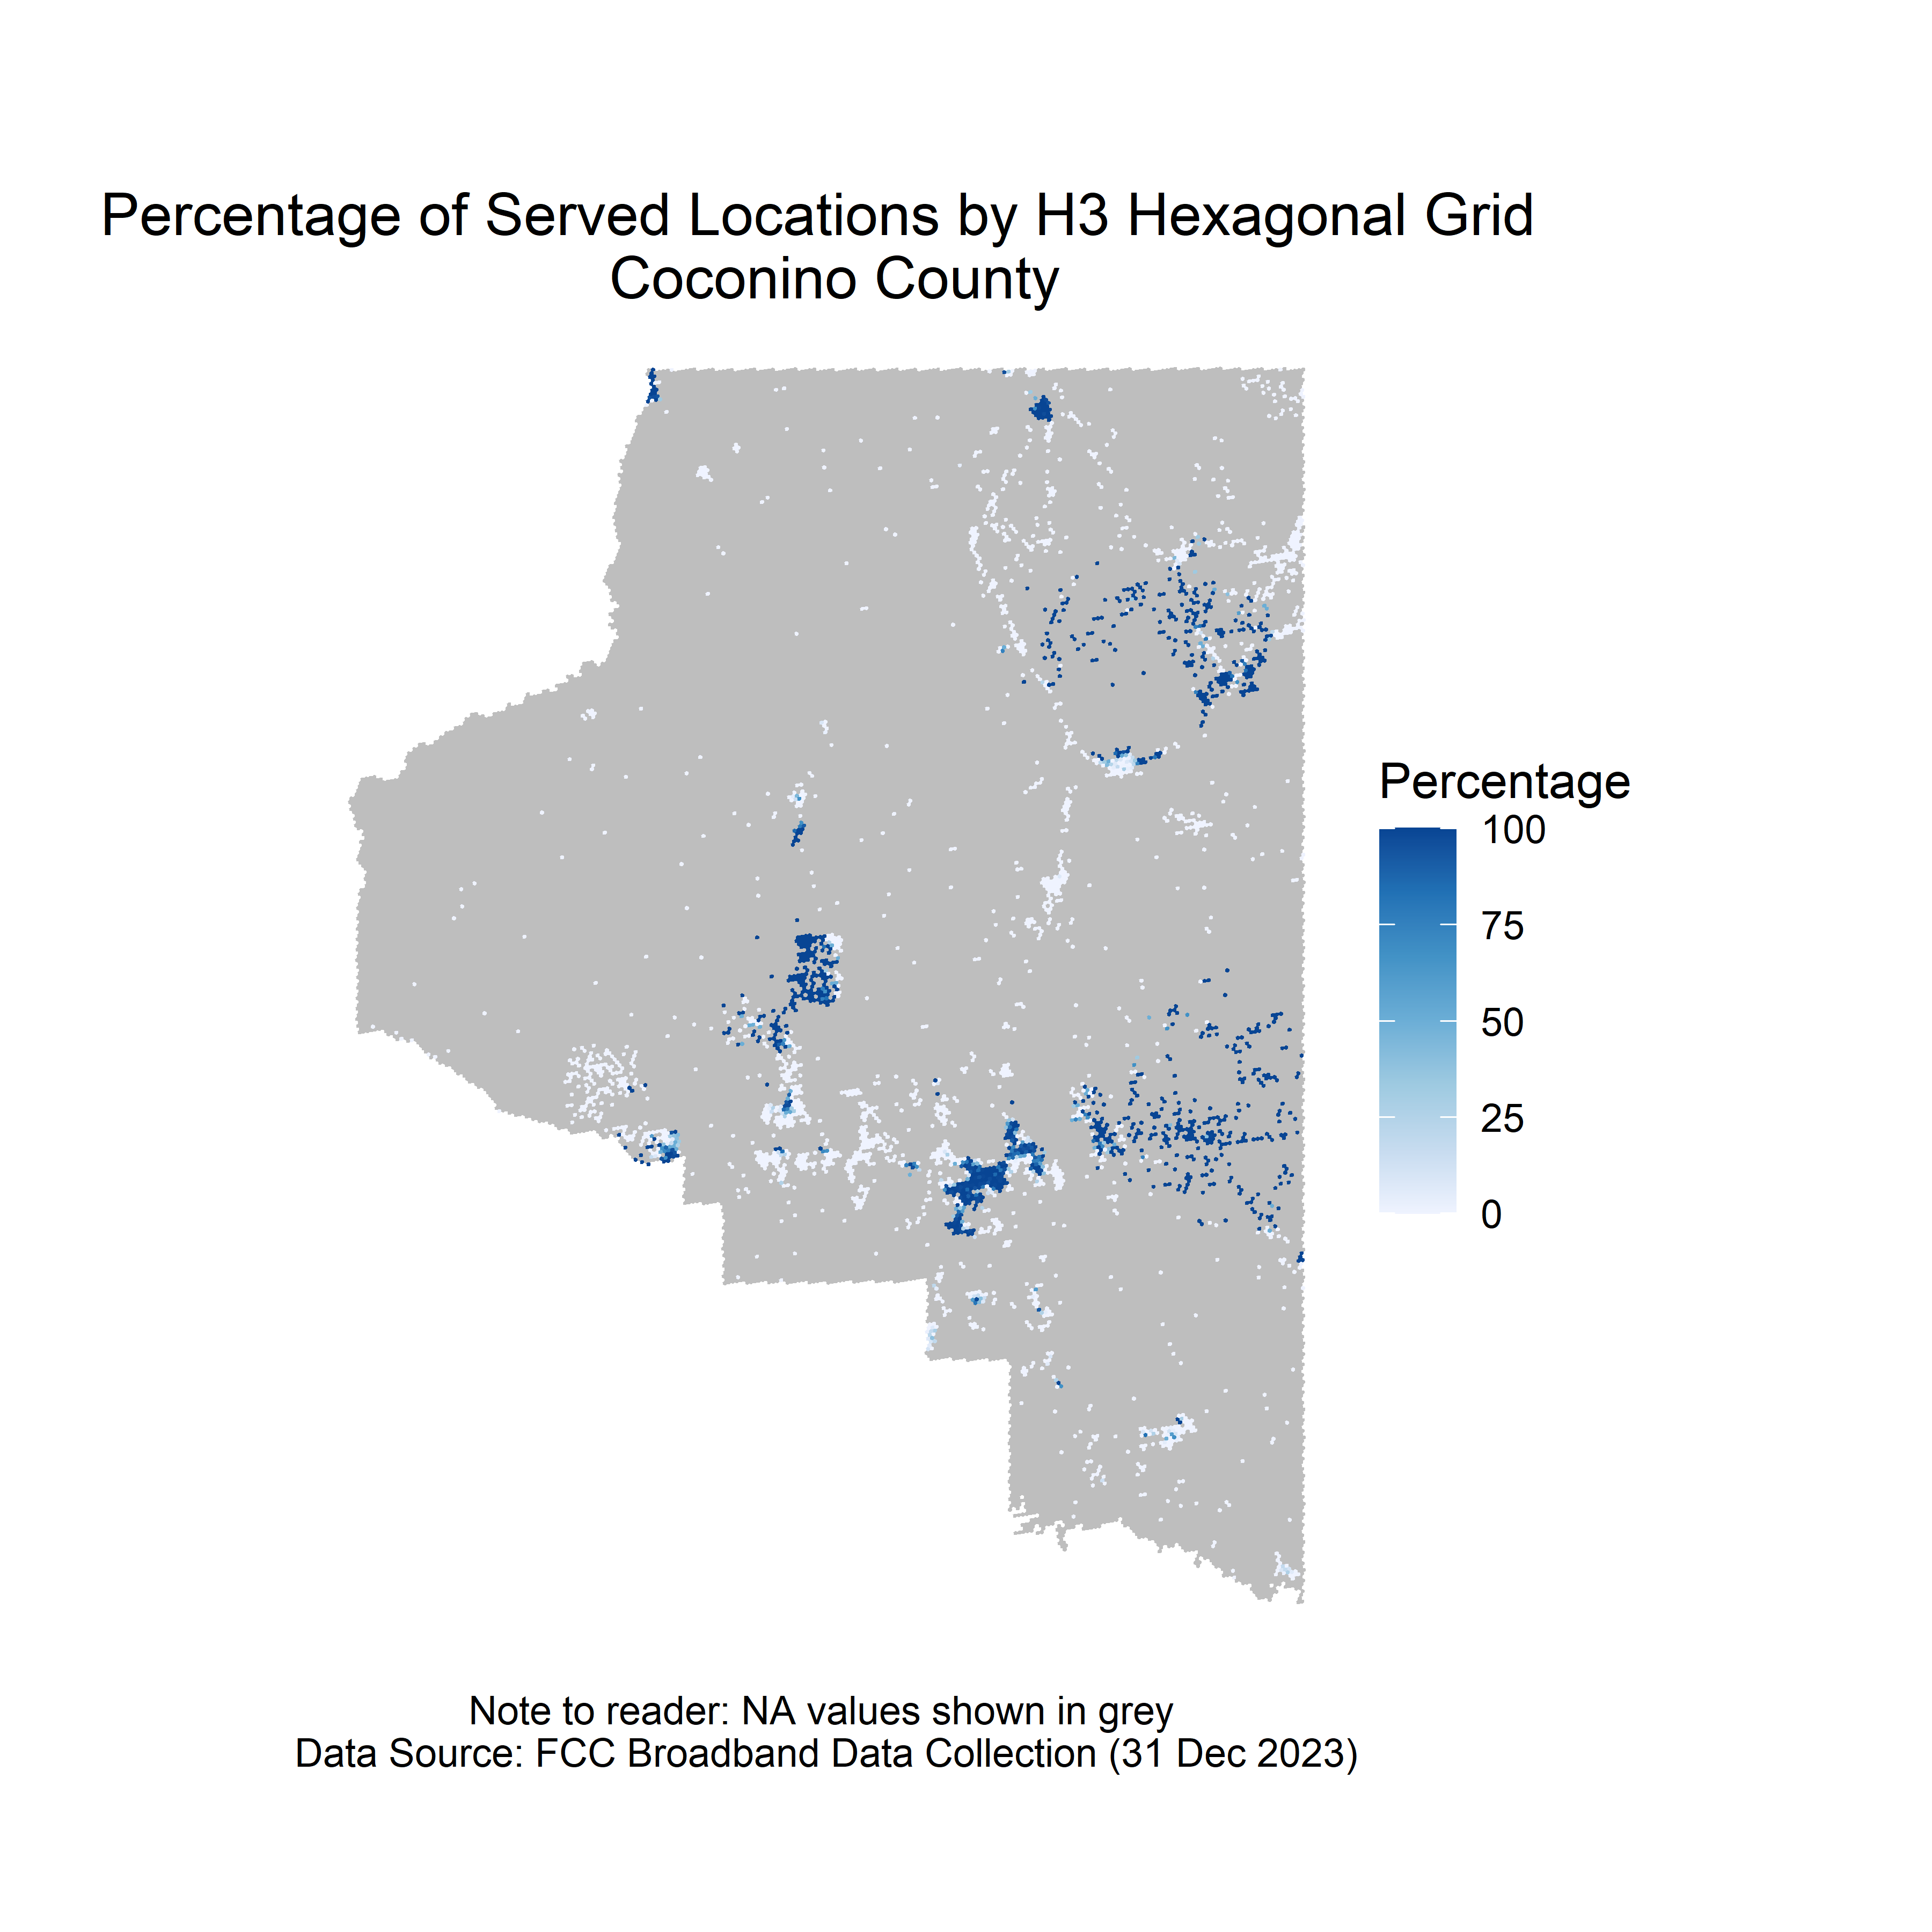 Percentage of Served Locations by H3 Hexagonal Grid
Coconino County
Percentage
100
75
50
25
0
Note to reader: NA values shown in grey
Data Source: FCC Broadband Data Collection (31 Dec 2023)